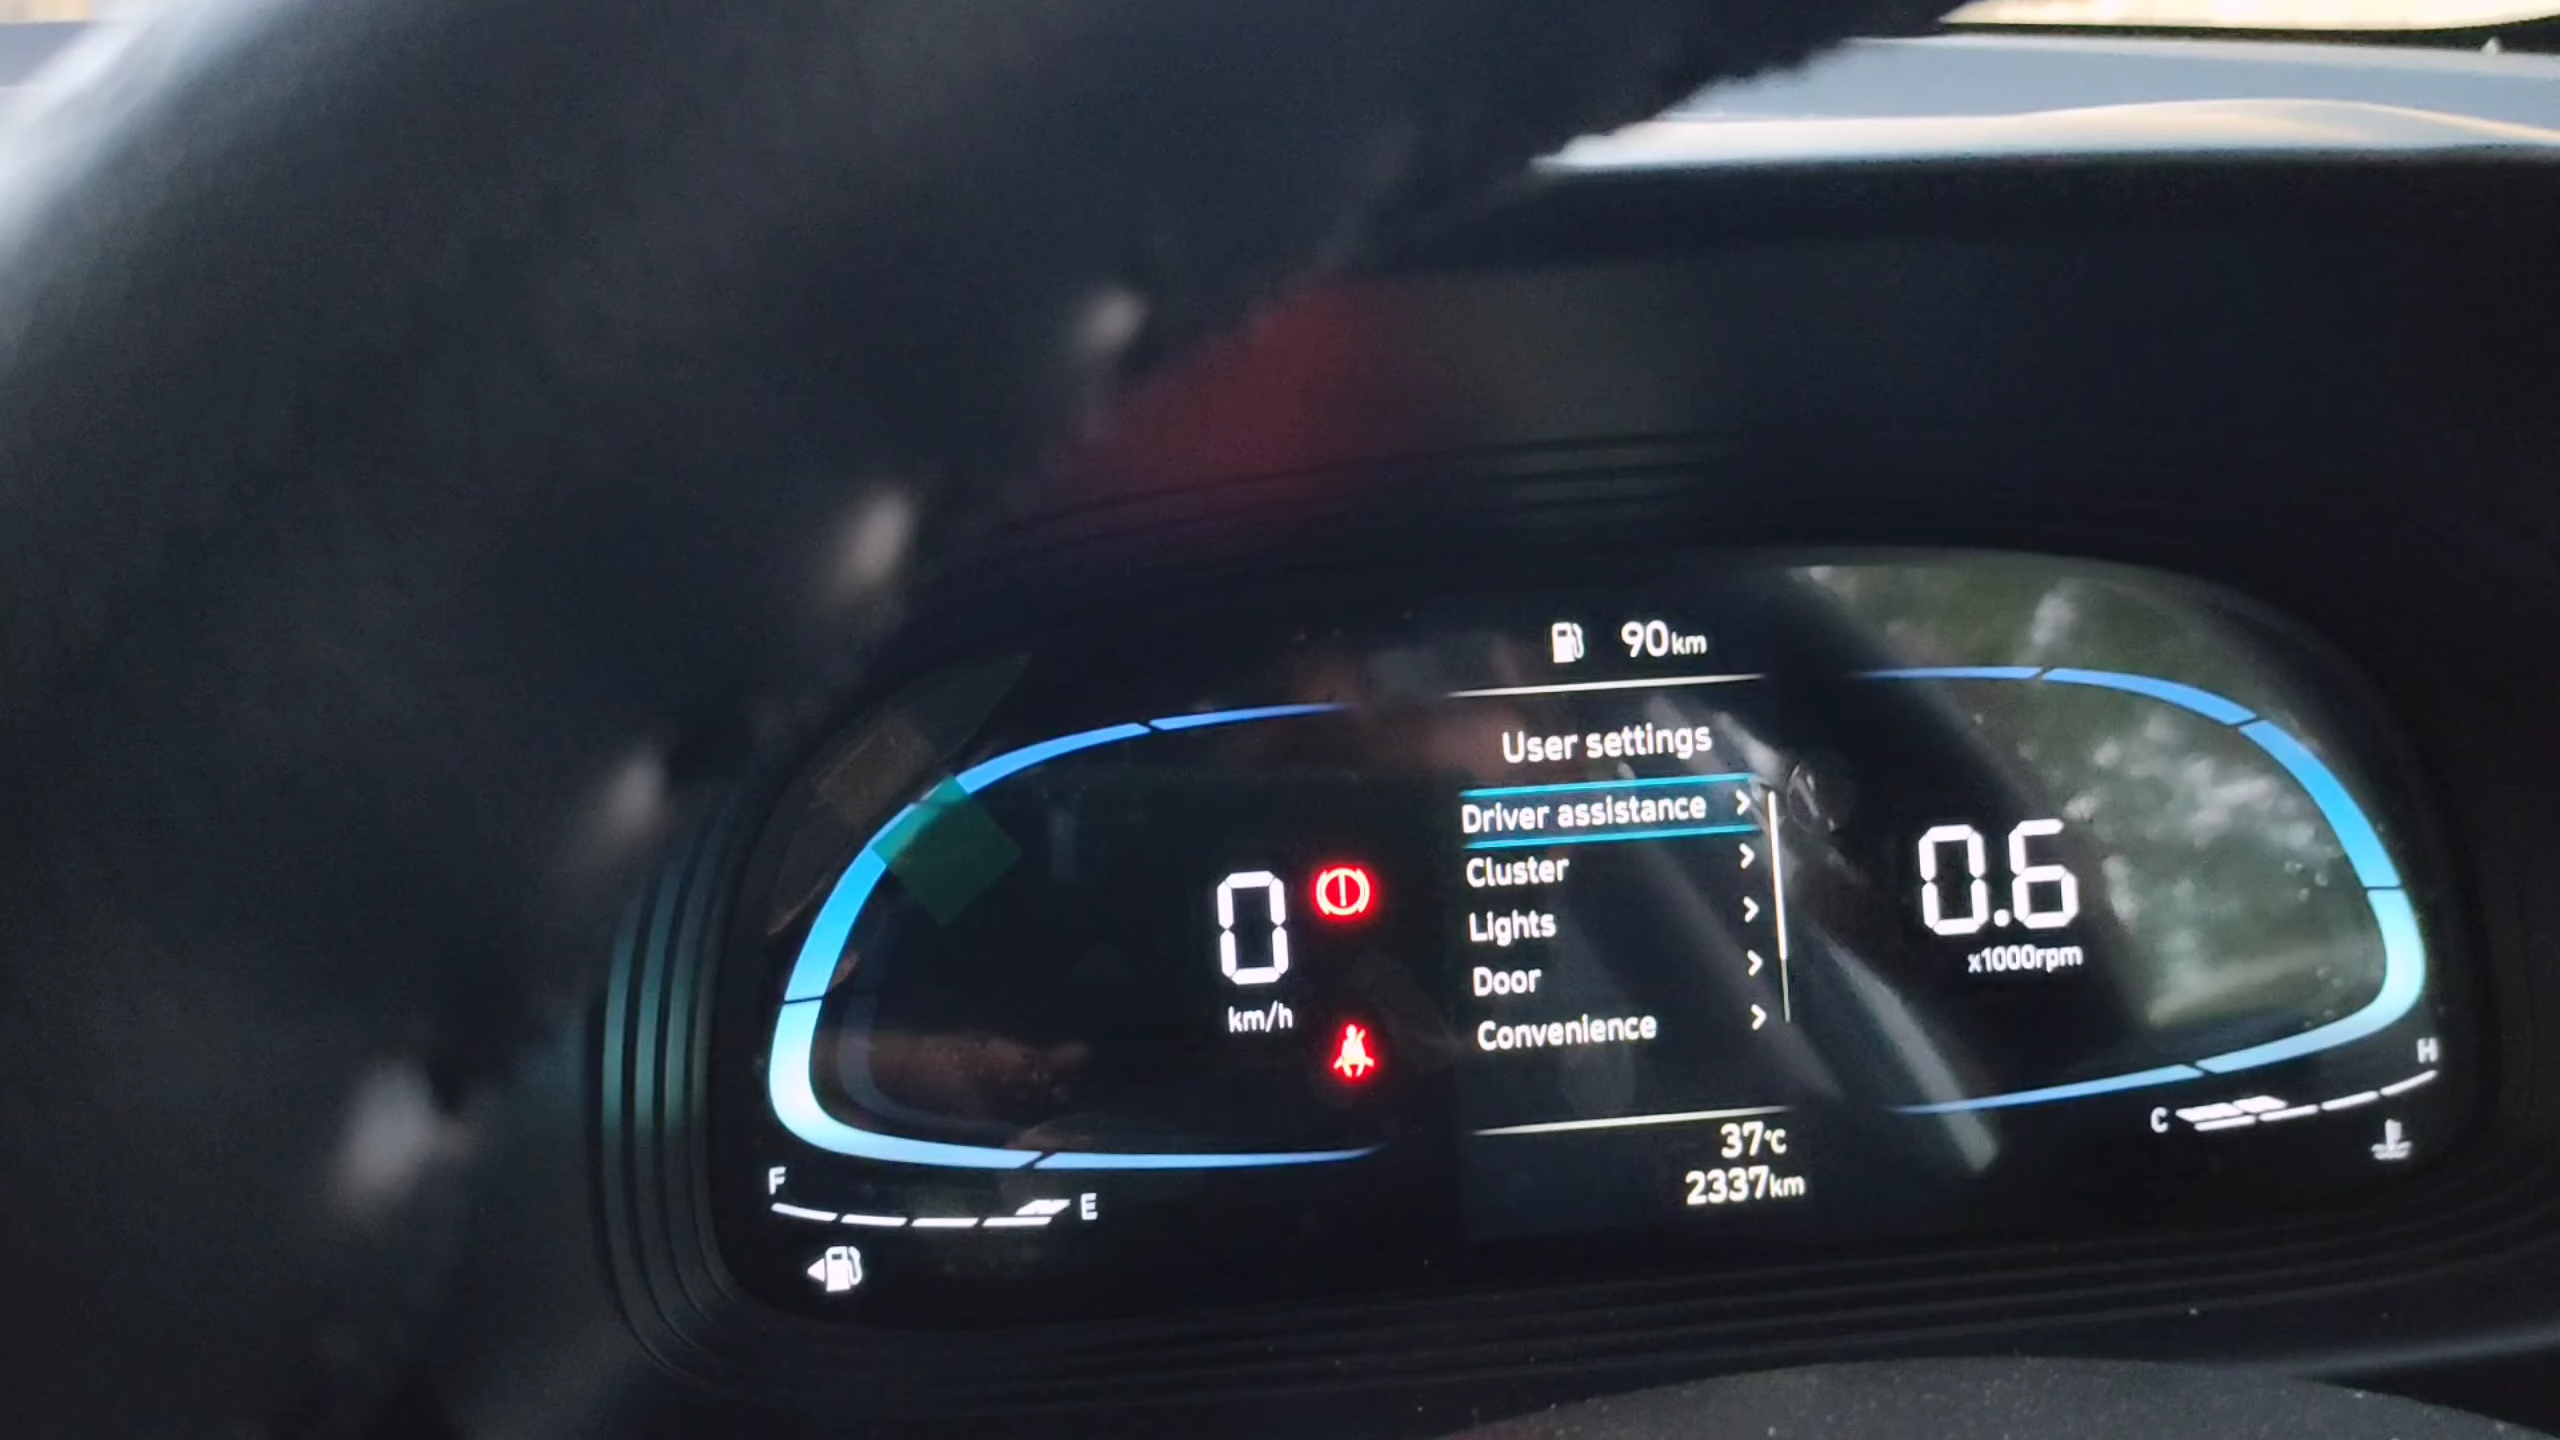 90km
User settings
Driver assistance
Cluster
Lights
Door
Convenience
0
km/h
0.6
x1000rpm
37°C
2337km
F E
C H